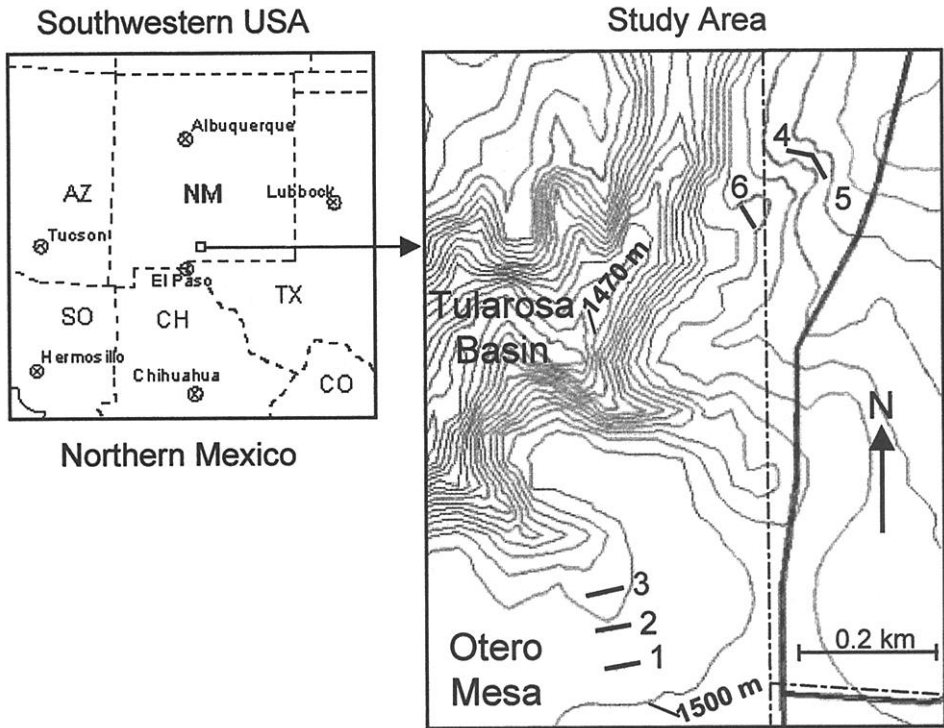 Southwestern USA
Albuquerque
AZ
NM
Lubbock
Tucson
El Paso
TX
SO
CH
Hermosillo
Chihuahua
CO
Northern Mexico
Study Area
4
6
5
1470 m
Tularosa
Basin
N
3
2
1
0.2 km
Otero
Mesa
1500 m